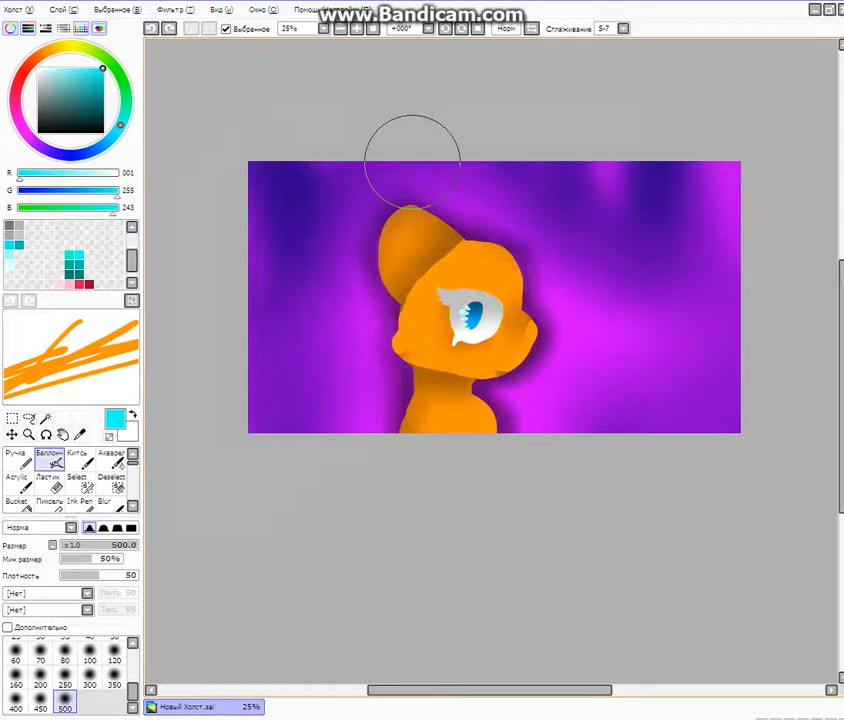 www.Bandicam.com
Холст (X) Слой (C) Выбранное (В) Фильтр (T) Вид (и) Окно (O)
Выбранное 25% +000° Норм Сглаживание S-7
R 001
G 255
B 243
Ручка Баллонч Кисть Акварел
Acrylic Ластик Select Deselect
Bucket Пиксель Ink Pen Blur
Норма
Размер x 1.0 500.0
Мин размер 50%
Плотность 50
[Нет] 50
[Нет] 95
Дополнительно
60 70 80 100 120
160 200 250 300 350
400 450 500
Новый Холст.sai 25%